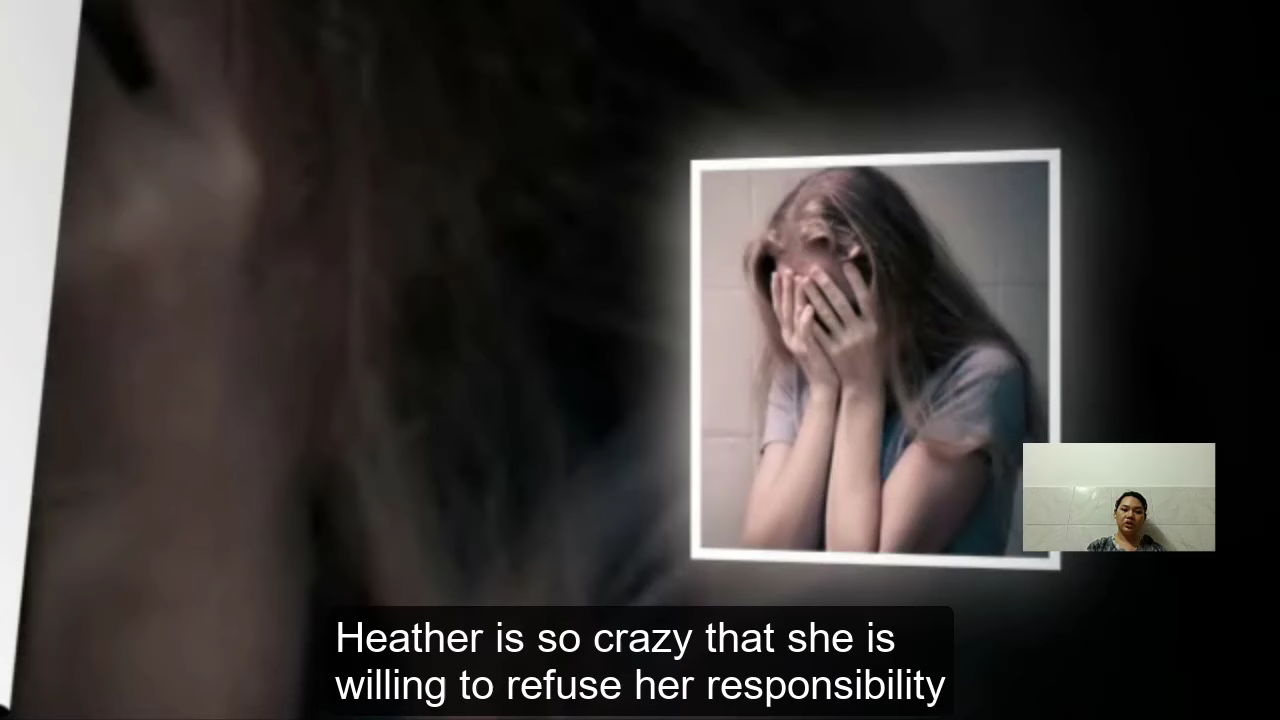 Heather is so crazy that she is
willing to refuse her responsibility